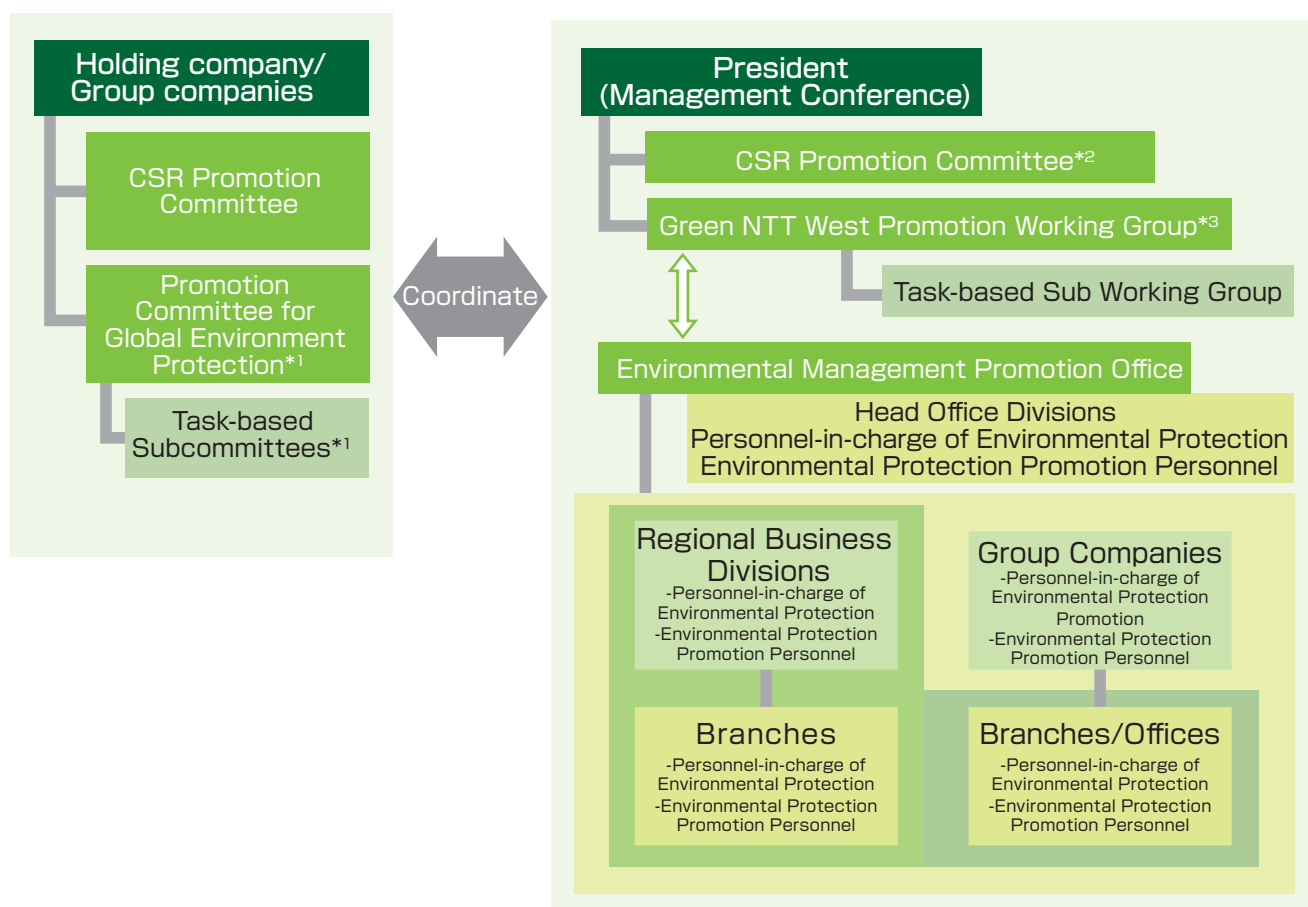 Holding company/
Group companies
CSR Promotion
Committee
Promotion
Committee for
Global Environment
Protection*1
Task-based
Subcommittees*1
Coordinate
President
(Management Conference)
CSR Promotion Committee*2
Green NTT West Promotion Working Group*3
Task-based Sub Working Group
Environmental Management Promotion Office
Head Office Divisions
Personnel-in-charge of Environmental Protection
Environmental Protection Promotion Personnel
Regional Business
Divisions
-Personnel-in-charge of
Environmental Protection
-Environmental Protection
Promotion Personnel
Branches
-Personnel-in-charge of
Environmental Protection
-Environmental Protection
Promotion Personnel
Group Companies
-Personnel-in-charge of
Environmental Protection
Promotion
-Environmental Protection
Promotion Personnel
Branches/Offices
-Personnel-in-charge of
Environmental Protection
-Environmental Protection
Promotion Personnel